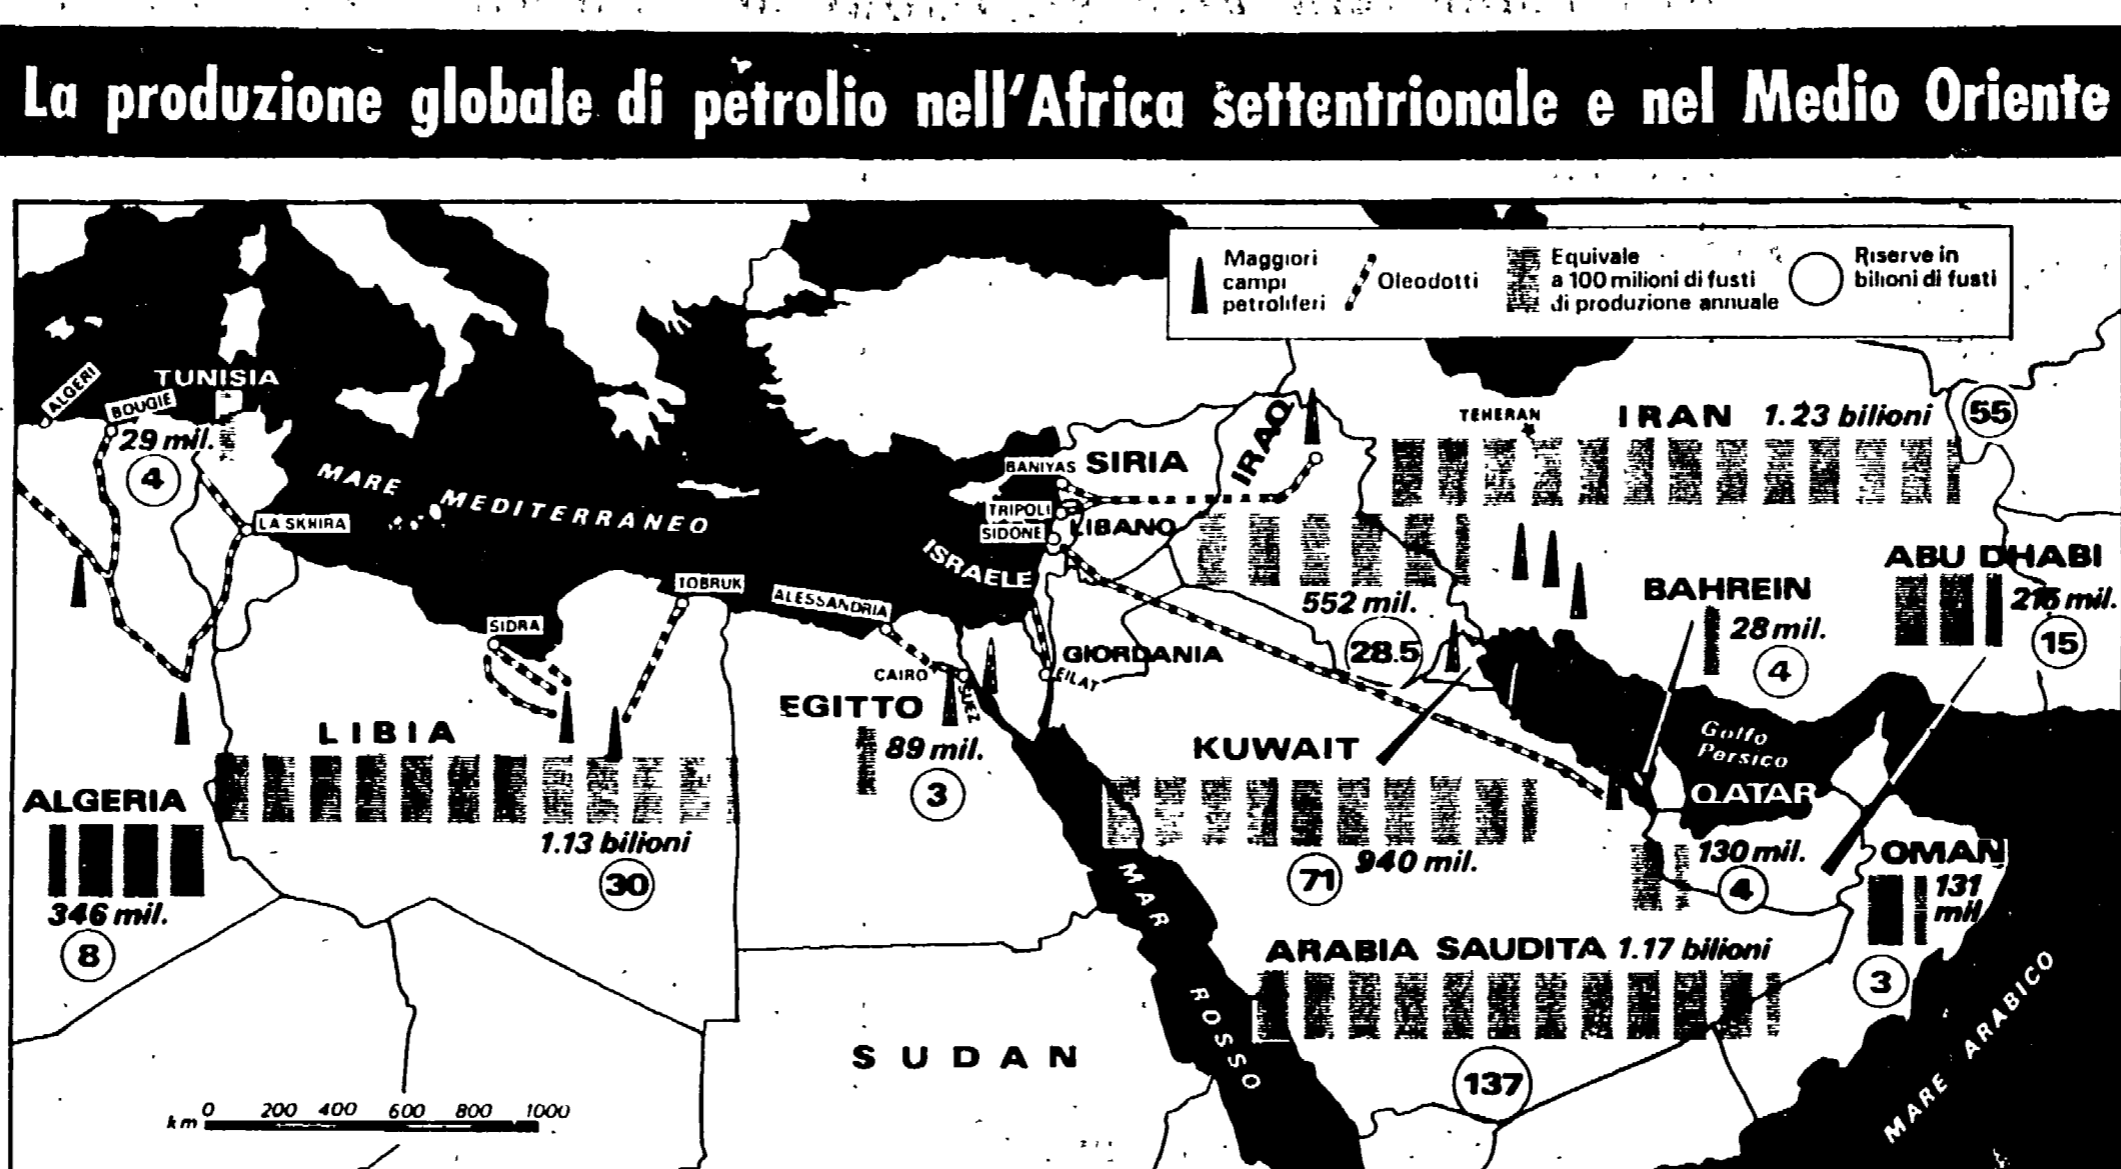 La produzione globale di petrolio nell'Africa settentrionale e nel Medio Oriente
Maggiori
campi
petroliferi
Oleodotti
Equivale
a 100 milioni di fusti
di produzione annuale
Riserve in
bilioni di fusti
ALGERI
BOUGIE
TUNISIA
29 mil.
4
LA SKHIRA
MARE MEDITERRANEO
TOBRUK
SIDRA
ALESSANDRIA
CAIRO
SUEZ
BANIYAS
SIRIA
TRIPOLI
SIDONE
LIBANO
ISRAELE
GIORDANIA
EILAT
IRAQ
552 mil.
28.5
TEHERAN
IRAN 1.23 bilioni
55
ABU DHABI
mil.
15
BAHREIN
28 mil.
4
Golfo
Persico
QATAR
130 mil.
4
OMAN
131
mil
3
KUWAIT
71
940 mil.
EGITTO
89 mil.
3
LIBIA
1.13 bilioni
30
ALGERIA
346 mil.
8
ARABIA SAUDITA 1.17 bilioni
137
MAR ROSSO
SUDAN
MARE ARABICO
km 0 200 400 600 800 1000